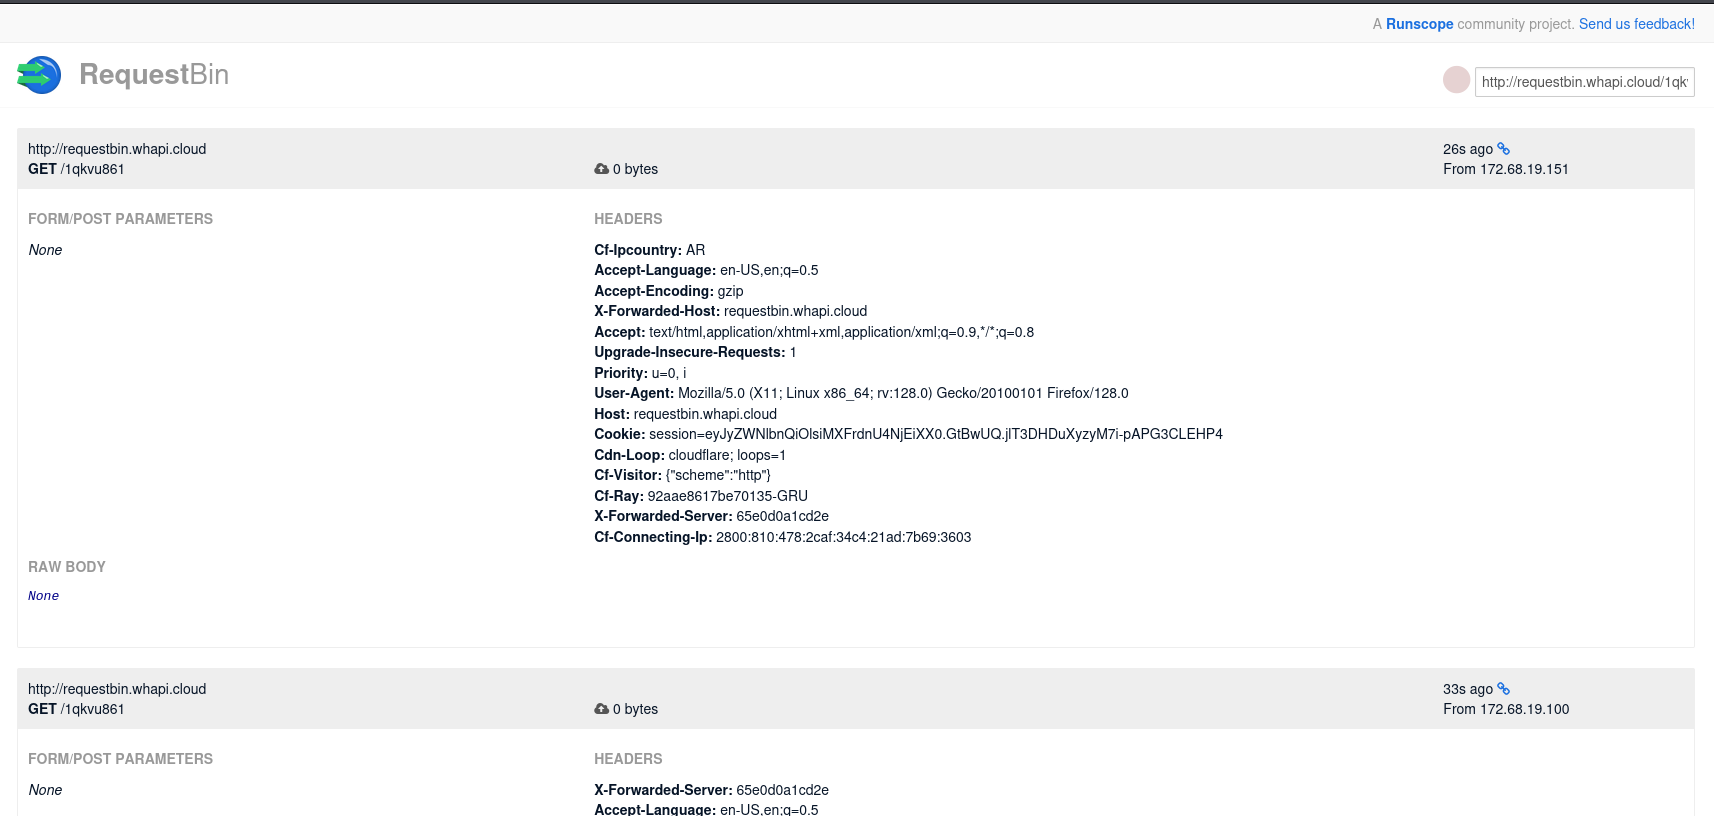 A Runscope community project. Send us feedback!
RequestBin
http://requestbin.whapi.cloud/1qk
http://requestbin.whapi.cloud
GET /1qkvu861
0 bytes
26s ago
From 172.68.19.151
FORM/POST PARAMETERS
None
HEADERS
Cf-Ipcountry: AR
Accept-Language: en-US,en;q=0.5
Accept-Encoding: gzip
X-Forwarded-Host: requestbin.whapi.cloud
Accept: text/html,application/xhtml+xml,application/xml;q=0.9,*/*;q=0.8
Upgrade-Insecure-Requests: 1
Priority: u=0, i
User-Agent: Mozilla/5.0 (X11; Linux x86_64; rv:128.0) Gecko/20100101 Firefox/128.0
Host: requestbin.whapi.cloud
Cookie: session=eyJyZWNlbnQiOlsiMXFrdnU4NjEiXX0.GtBwUQ.jlT3DHDuXyzyM7i-pAPG3CLEHP4
Cdn-Loop: cloudflare; loops=1
Cf-Visitor: {"scheme":"http"}
Cf-Ray: 92aae8617be70135-GRU
X-Forwarded-Server: 65e0d0a1cd2e
Cf-Connecting-Ip: 2800:810:478:2caf:34c4:21ad:7b69:3603
RAW BODY
None
http://requestbin.whapi.cloud
GET /1qkvu861
0 bytes
33s ago
From 172.68.19.100
FORM/POST PARAMETERS
None
HEADERS
X-Forwarded-Server: 65e0d0a1cd2e
Accept-Language: en-US,en;q=0.5